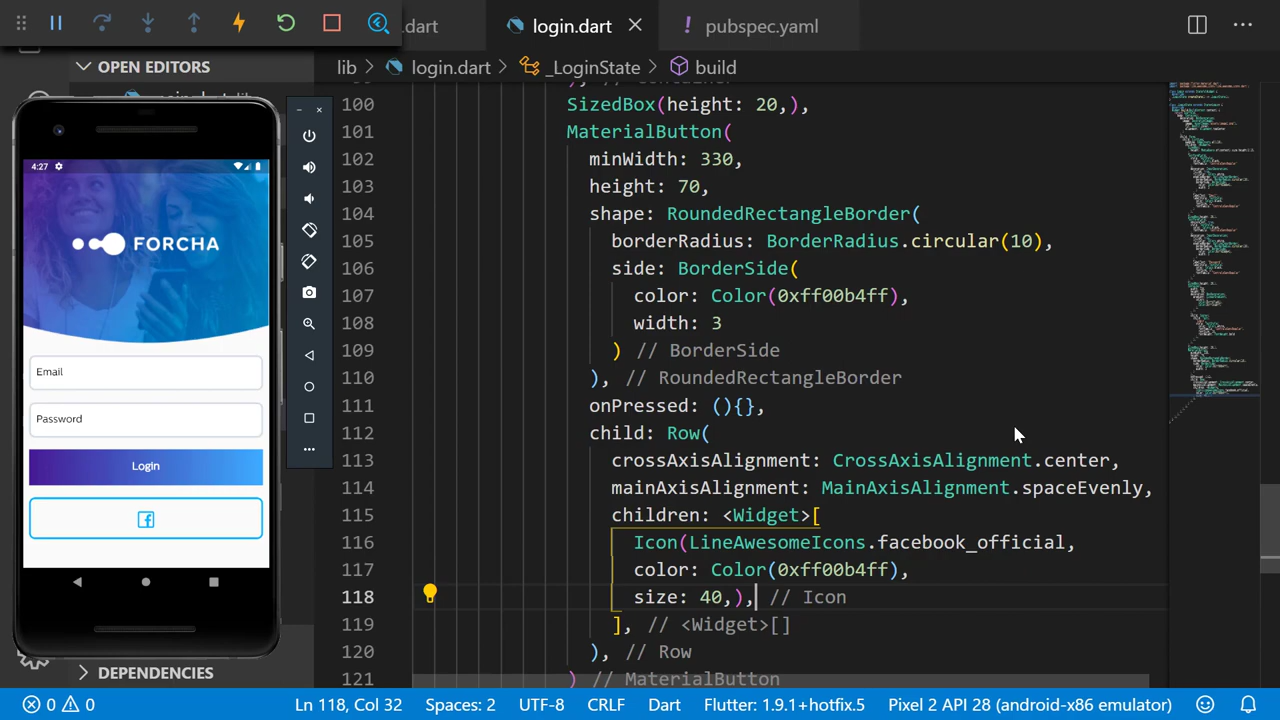 .dart
login.dart
pubspec.yaml
OPEN EDITORS
lib > login.dart > _LoginState > build
100 SizedBox(height: 20,),
101 MaterialButton(
102 minWidth: 330,
103 height: 70,
104 shape: RoundedRectangleBorder(
105 borderRadius: BorderRadius.circular(10),
106 side: BorderSide(
107 color: Color(0xff00b4ff),
108 width: 3
109 ) // BorderSide
110 ), // RoundedRectangleBorder
111 onPressed: (){},
112 child: Row(
113 crossAxisAlignment: CrossAxisAlignment.center,
114 mainAxisAlignment: MainAxisAlignment.spaceEvenly,
115 children: <Widget>[
116 Icon(LineAwesomeIcons.facebook_official,
117 color: Color(0xff00b4ff),
118 size: 40,), // Icon
119 ], // <Widget>[]
120 ), // Row
121 ) // MaterialButton
4:27
FORCHA
Email
Password
Login
DEPENDENCIES
0 0
Ln 118, Col 32
Spaces: 2
UTF-8
CRLF
Dart
Flutter: 1.9.1+hotfix.5
Pixel 2 API 28 (android-x86 emulator)